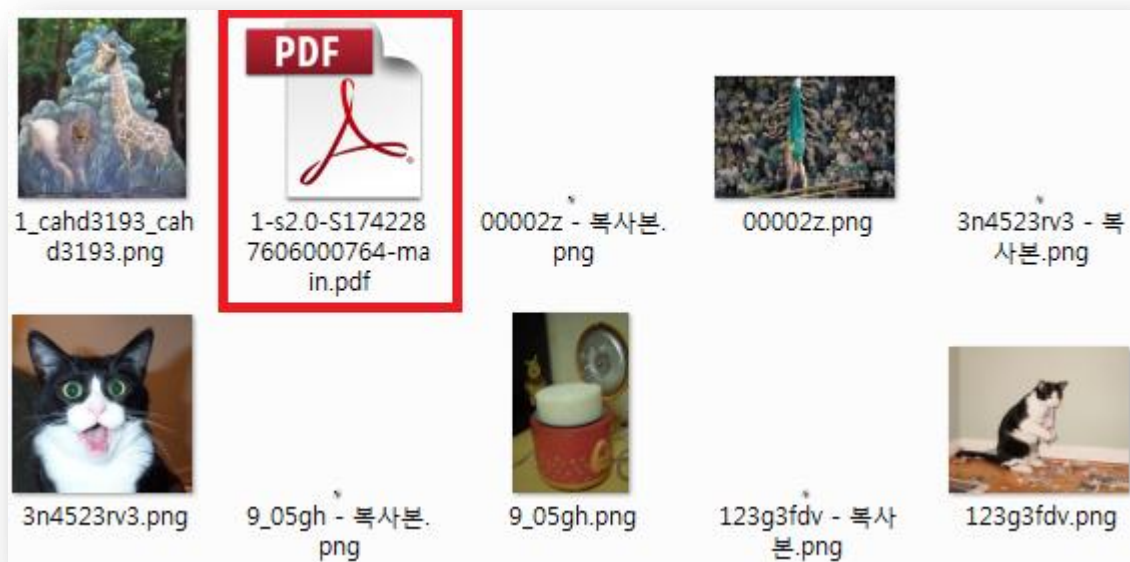 PDF
1_cahd3193_cah
d3193.png
1-s2.0-S174228
7606000764-ma
in.pdf
00002z - 복사본.
png
00002z.png
3n4523rv3 - 복
사본.png
3n4523rv3.png
9_05gh - 복사본.
png
9_05gh.png
123g3fdv - 복사
본.png
123g3fdv.png